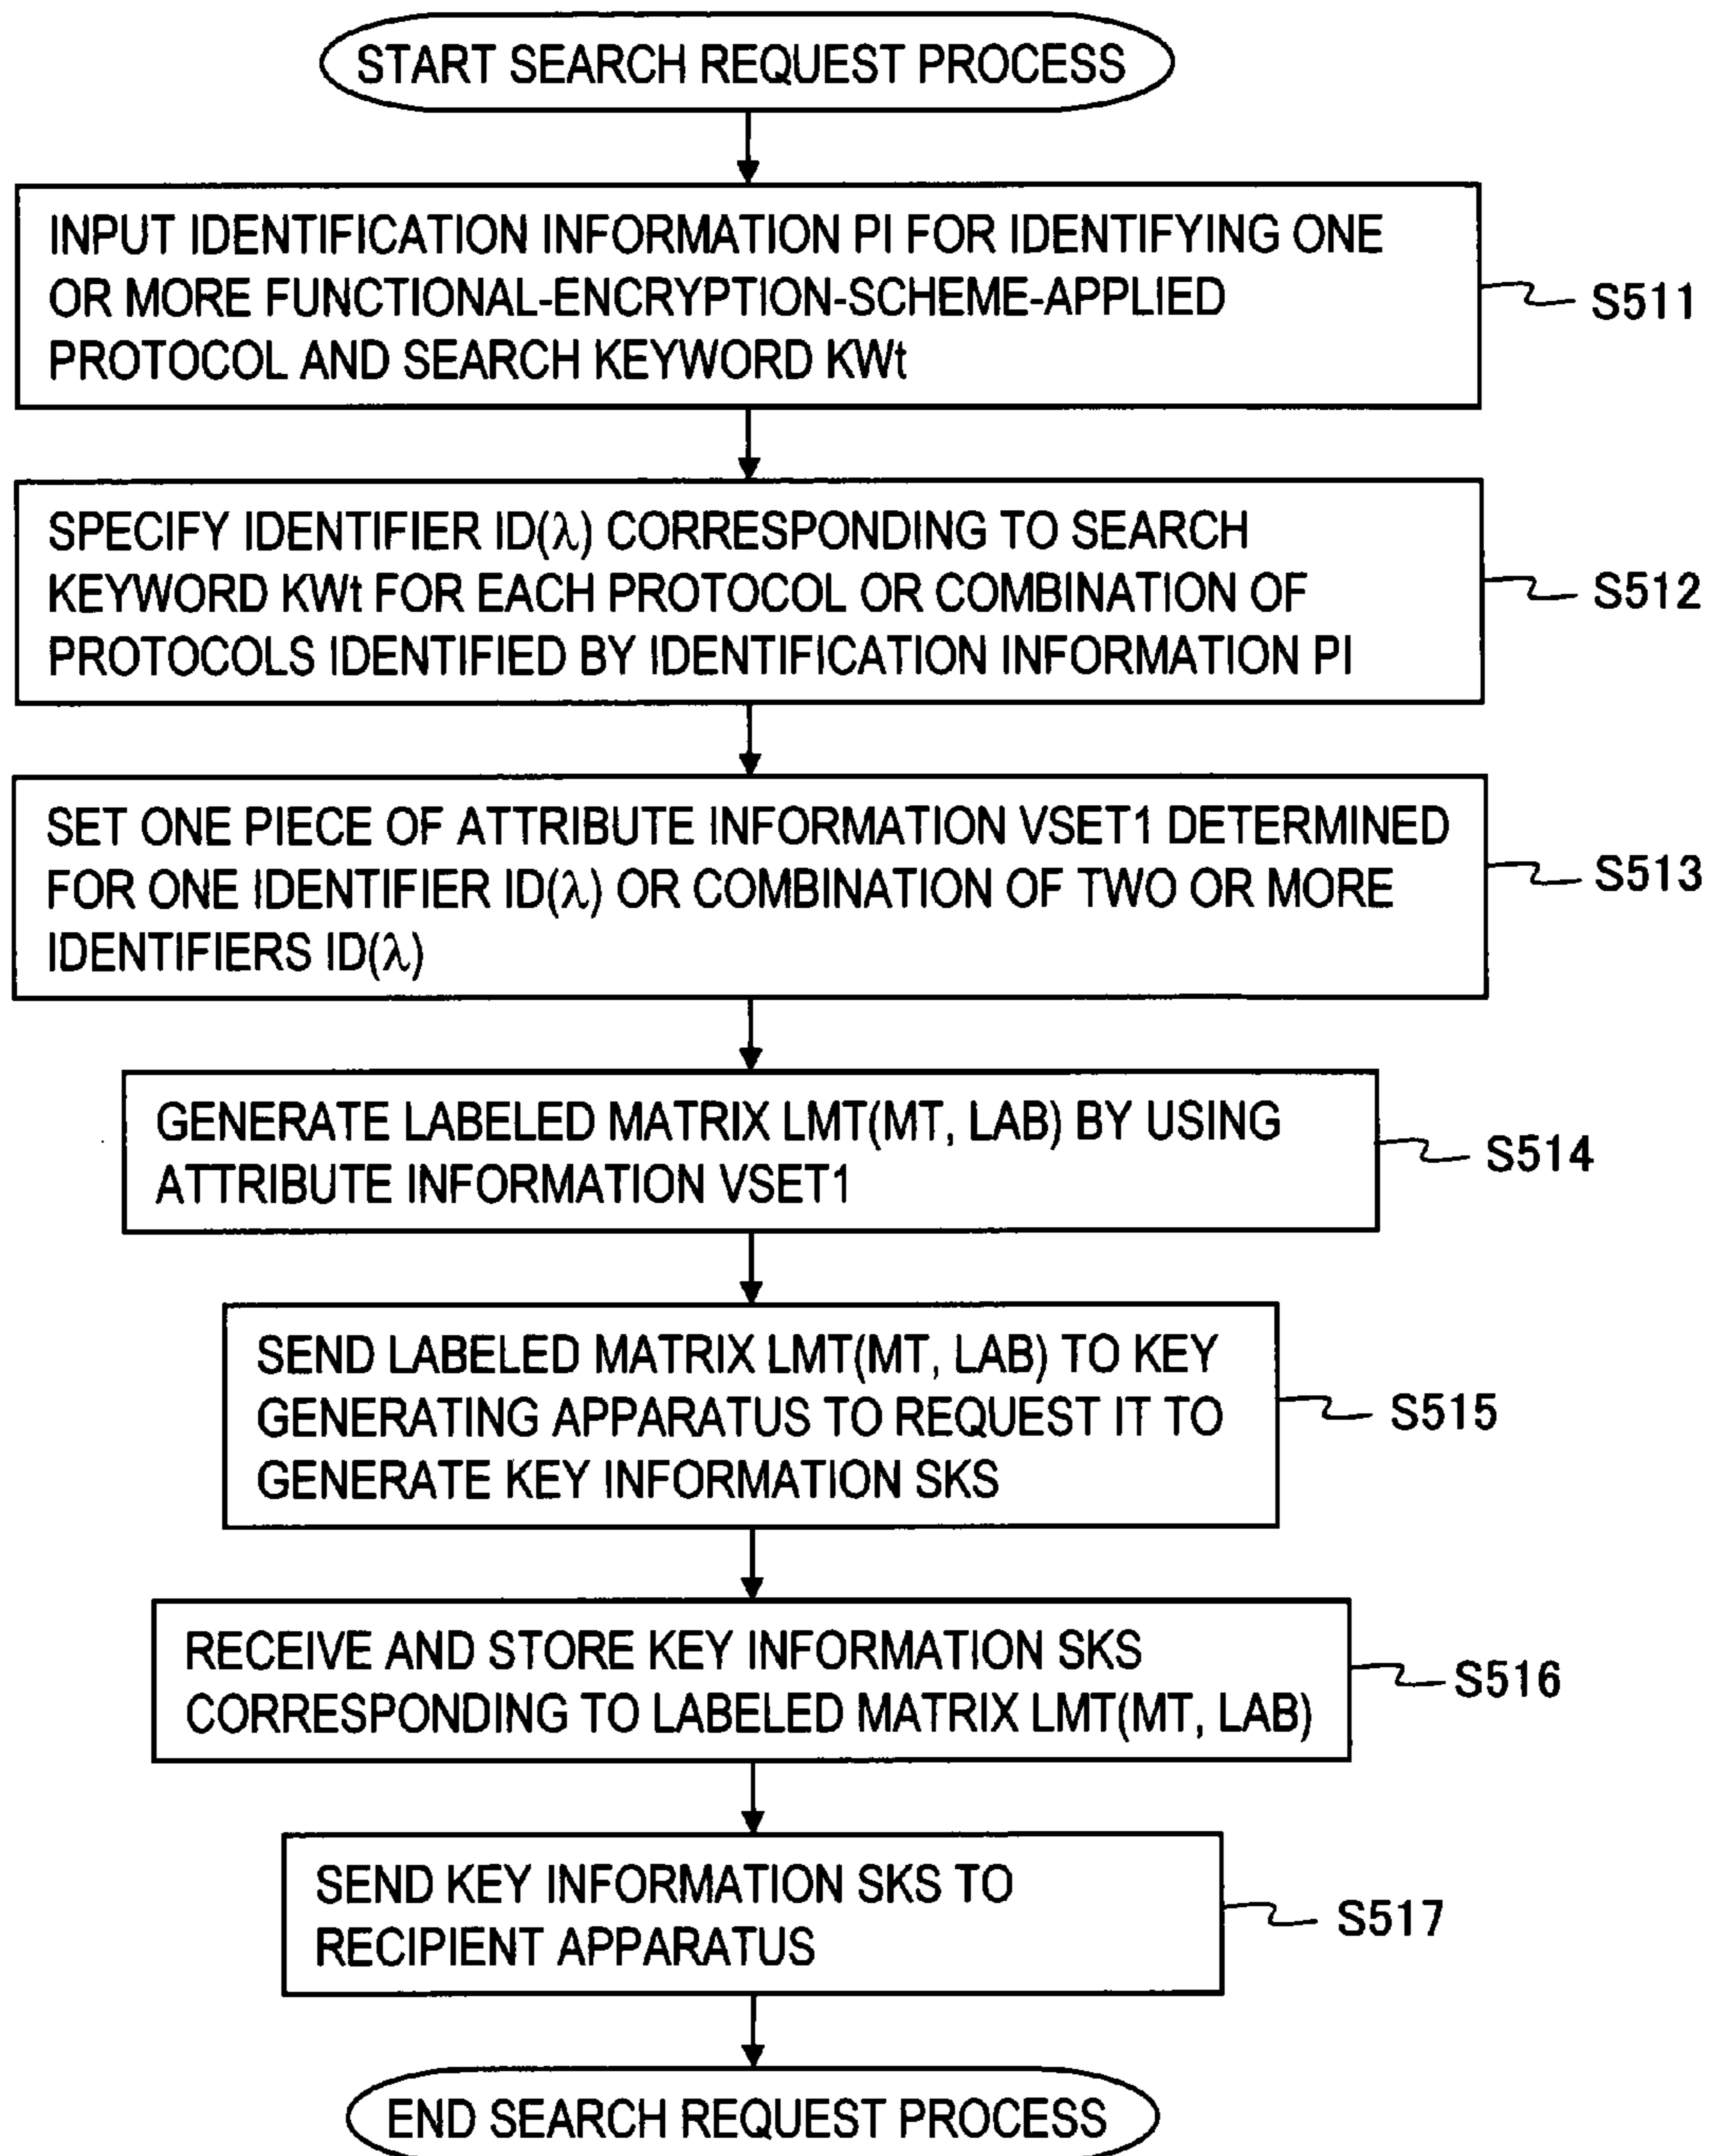 START SEARCH REQUEST PROCESS
INPUT IDENTIFICATION INFORMATION PI FOR IDENTIFYING ONE
OR MORE FUNCTIONAL-ENCRYPTION-SCHEME-APPLIED
PROTOCOL AND SEARCH KEYWORD KWt
S511
SPECIFY IDENTIFIER ID(λ) CORRESPONDING TO SEARCH
KEYWORD KWt FOR EACH PROTOCOL OR COMBINATION OF
PROTOCOLS IDENTIFIED BY IDENTIFICATION INFORMATION PI
S512
SET ONE PIECE OF ATTRIBUTE INFORMATION VSET1 DETERMINED
FOR ONE IDENTIFIER ID(λ) OR COMBINATION OF TWO OR MORE
IDENTIFIERS ID(λ)
S513
GENERATE LABELED MATRIX LMT(MT, LAB) BY USING
ATTRIBUTE INFORMATION VSET1
S514
SEND LABELED MATRIX LMT(MT, LAB) TO KEY
GENERATING APPARATUS TO REQUEST IT TO
GENERATE KEY INFORMATION SKS
S515
RECEIVE AND STORE KEY INFORMATION SKS
CORRESPONDING TO LABELED MATRIX LMT(MT, LAB)
S516
SEND KEY INFORMATION SKS TO
RECIPIENT APPARATUS
S517
END SEARCH REQUEST PROCESS